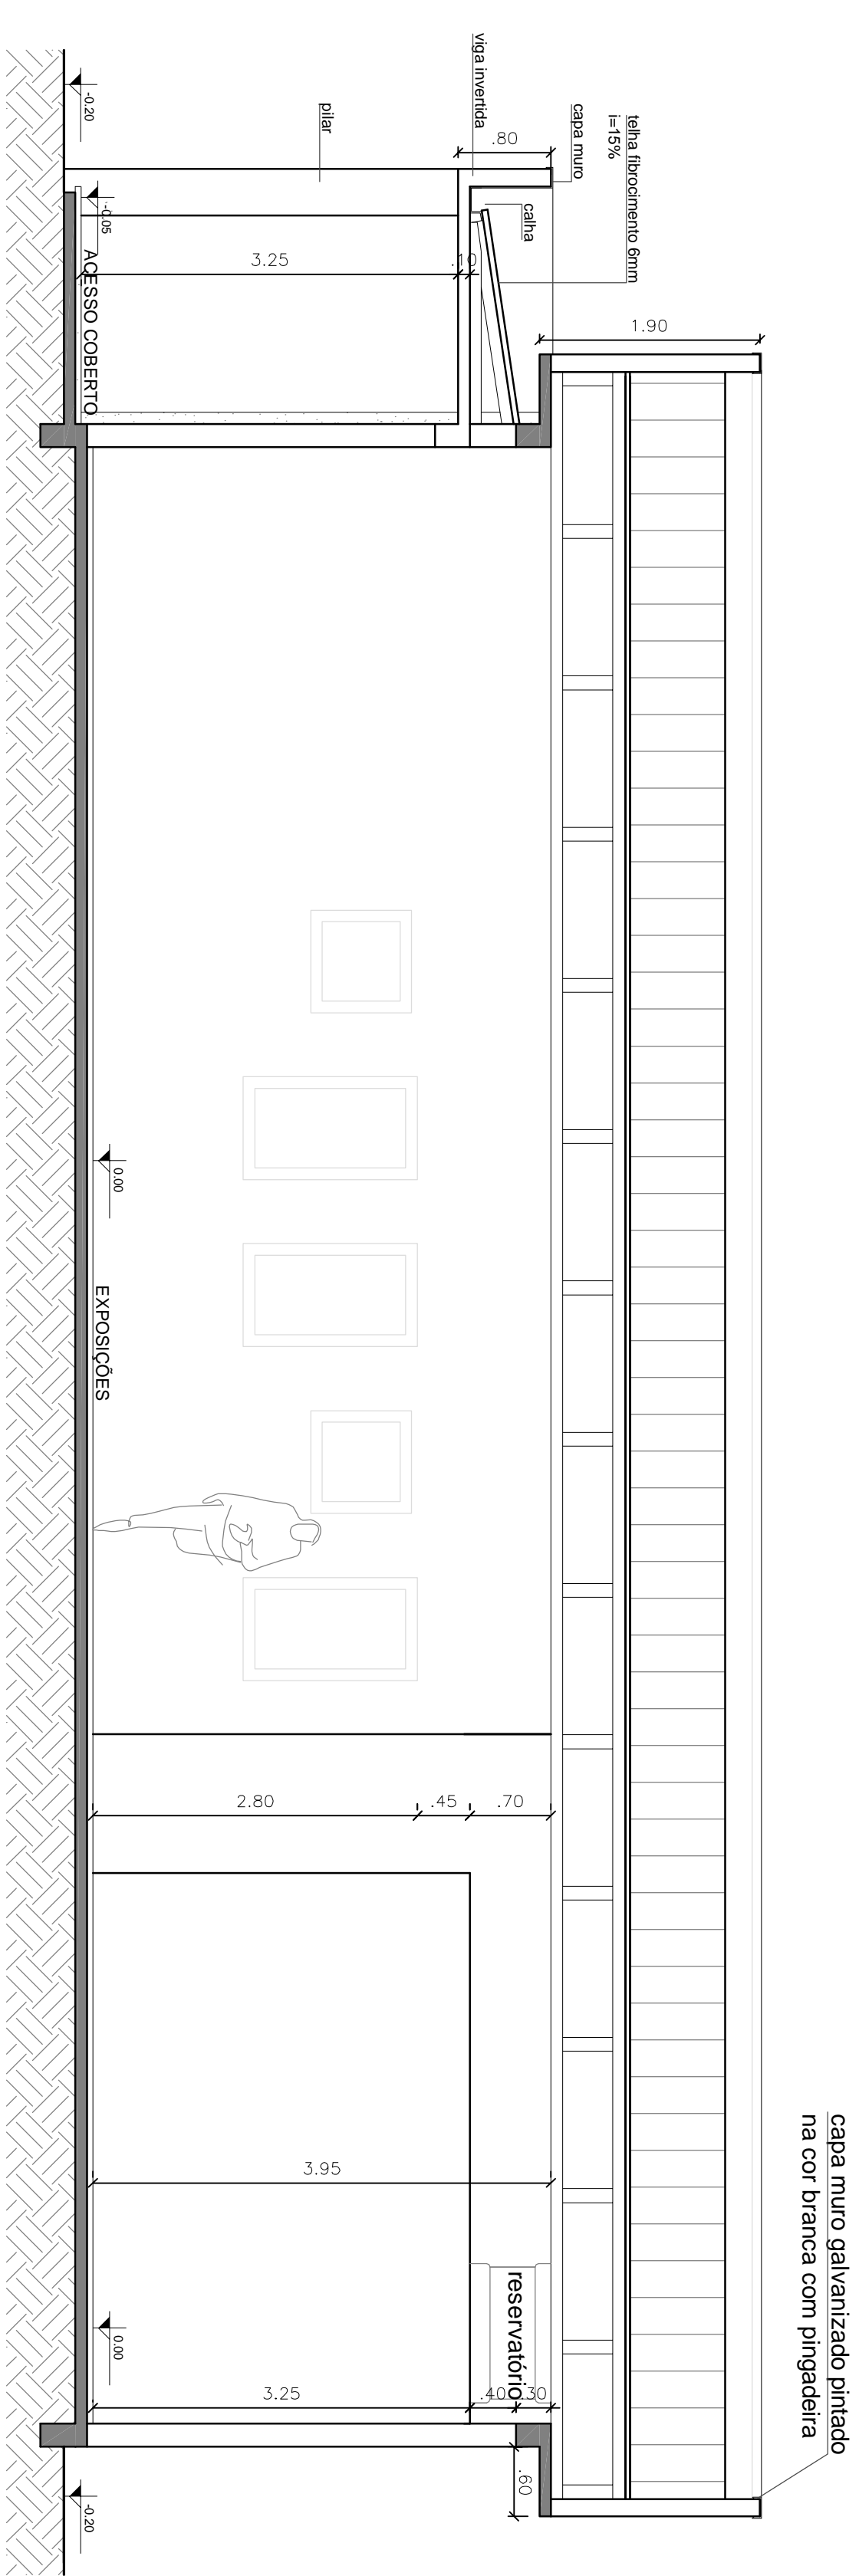 capa muro galvanizado pintado
na cor branca com pingadeira
telha fibrocimento 6mm
i=15%
capa muro
calha
viga invertida
pilar
.80
1.90
3.25
.10
-0.20
-0.05
ACESSO COBERTO
0.00
EXPOSIÇÕES
2.80
.45
.70
3.95
reservatório
3.25
.40
.30
.60
0.00
-0.20